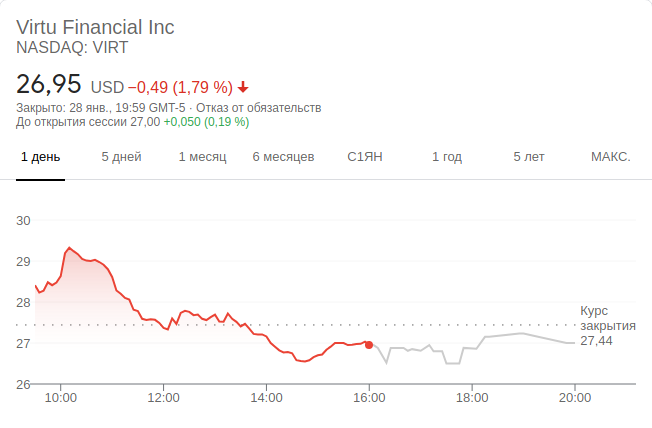 Virtu Financial Inc
NASDAQ: VIRT
26,95 USD −0,49 (1,79 %)
Закрыто: 28 янв., 19:59 GMT-5 · Отказ от обязательств
До открытия сессии 27,00 +0,050 (0,19 %)
1 день 5 дней 1 месяц 6 месяцев С1ЯН 1 год 5 лет МАКС.
30
29
28
Курс
закрытия
27,44
27
26
10:00 12:00 14:00 16:00 18:00 20:00